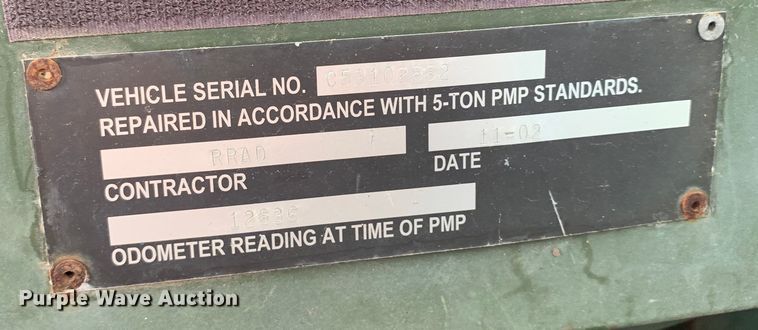 VEHICLE SERIAL NO.
REPAIRED IN ACCORDANCE WITH 5-TON PMP STANDARDS.
RRAD 11-02
CONTRACTOR DATE
ODOMETER READING AT TIME OF PMP
Purple Wave Auction